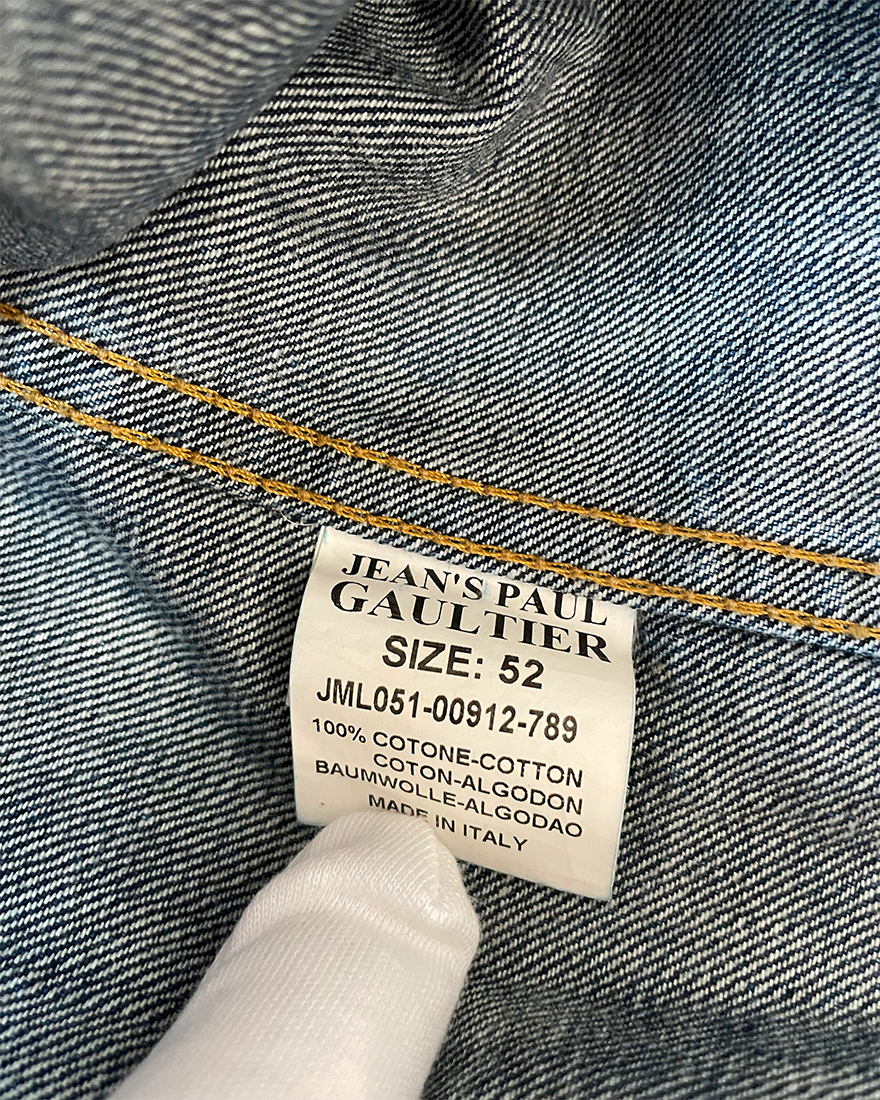 JEAN'S PAUL
GAULTIER
SIZE: 52
JML051-00912-789
100% COTONE-COTTON
COTON-ALGODON
BAUMWOLLE-ALGODAO
MADE IN ITALY